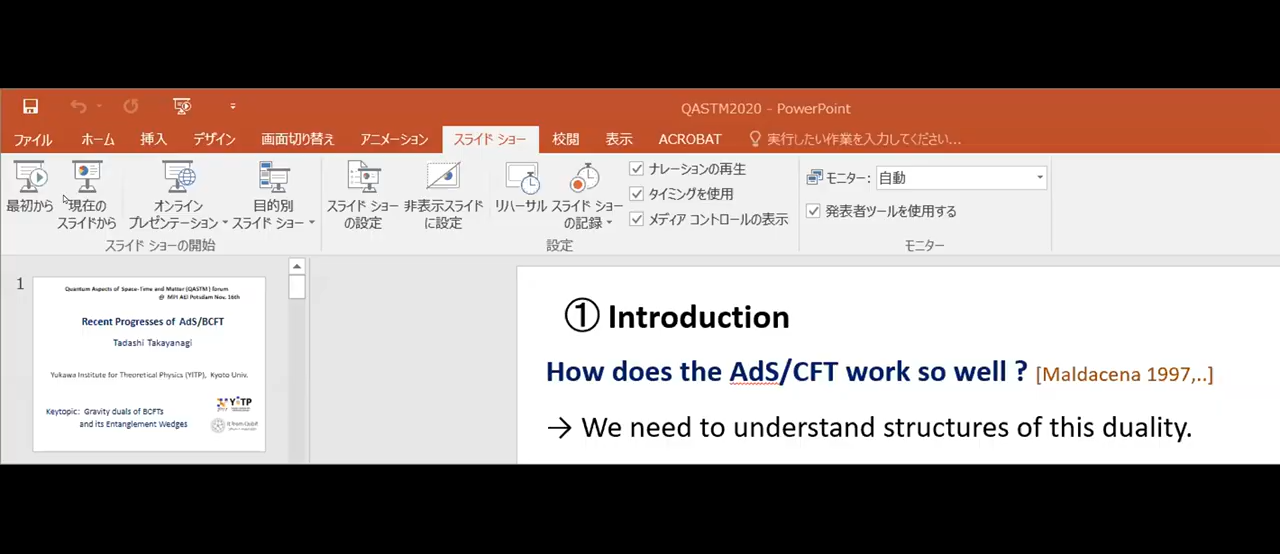 QASTM2020 - PowerPoint
ファイル ホーム 挿入 デザイン 画面切り替え アニメーション スライド ショー 校閲 表示 ACROBAT 実行したい作業を入力してください...
最初から
現在の
スライドから
オンライン
プレゼンテーション
目的別
スライド ショー
スライド ショーの開始
スライド ショー
の設定
非表示スライド
に設定
リハーサル
スライド ショー
の記録
ナレーションの再生
タイミングを使用
メディア コントロールの表示
設定
モニター: 自動
発表者ツールを使用する
モニター
1
Quantum Aspects of Space-Time and Matter (QASTM) forum
@ MPI AEI Potsdam Nov. 16th
Recent Progresses of AdS/BCFT
Tadashi Takayanagi
Yukawa Institute for Theoretical Physics (YITP), Kyoto Univ.
Keytopic: Gravity duals of BCFTs
and its Entanglement Wedges
YITP
It from Qubit
① Introduction
How does the AdS/CFT work so well ? [Maldacena 1997,..]
→ We need to understand structures of this duality.